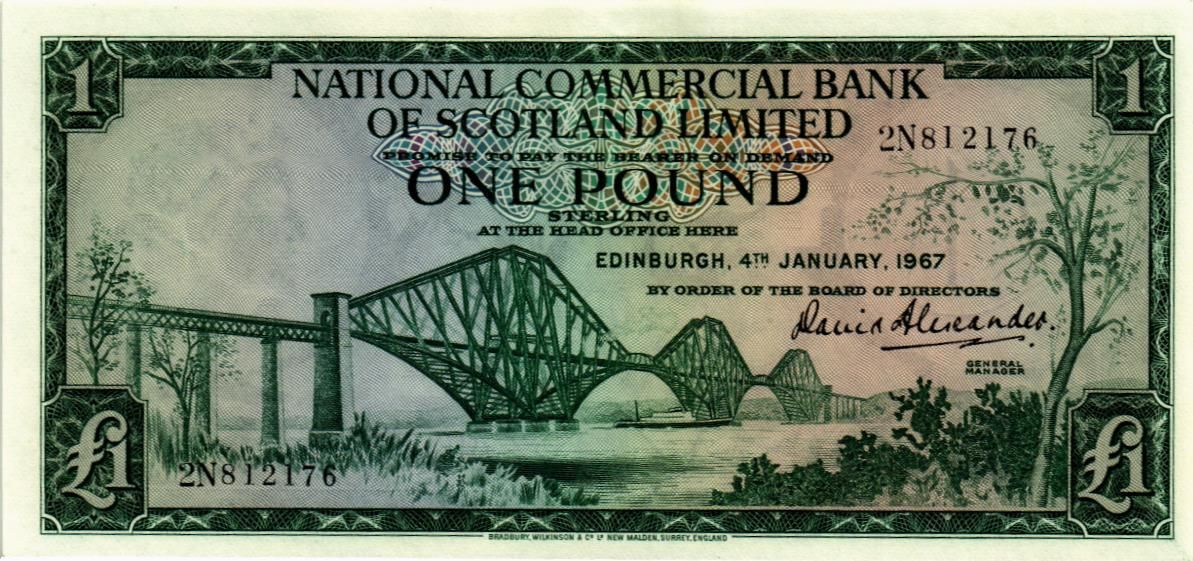 1
1
NATIONAL COMMERCIAL BANK
OF SCOTLAND LIMITED
2N812176
PROMISE TO PAY THE BEARER ON DEMAND
ONE POUND
STERLING
AT THE HEAD OFFICE HERE
EDINBURGH, 4TH JANUARY, 1967
BY ORDER OF THE BOARD OF DIRECTORS
David Alexander.
GENERAL
MANAGER
£1
2N812176
£1
BRADBURY, WILKINSON & Co Ld NEW MALDEN, SURREY, ENGLAND